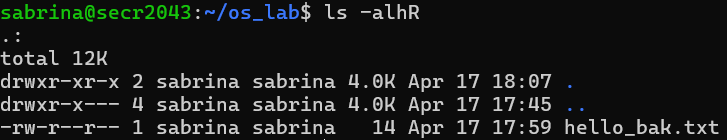 sabrina@secr2043:~/os_lab$ ls -alhR
.:
total 12K
drwxr-xr-x 2 sabrina sabrina 4.0K Apr 17 18:07 .
drwxr-x--- 4 sabrina sabrina 4.0K Apr 17 17:45 ..
-rw-r--r-- 1 sabrina sabrina   14 Apr 17 17:59 hello_bak.txt